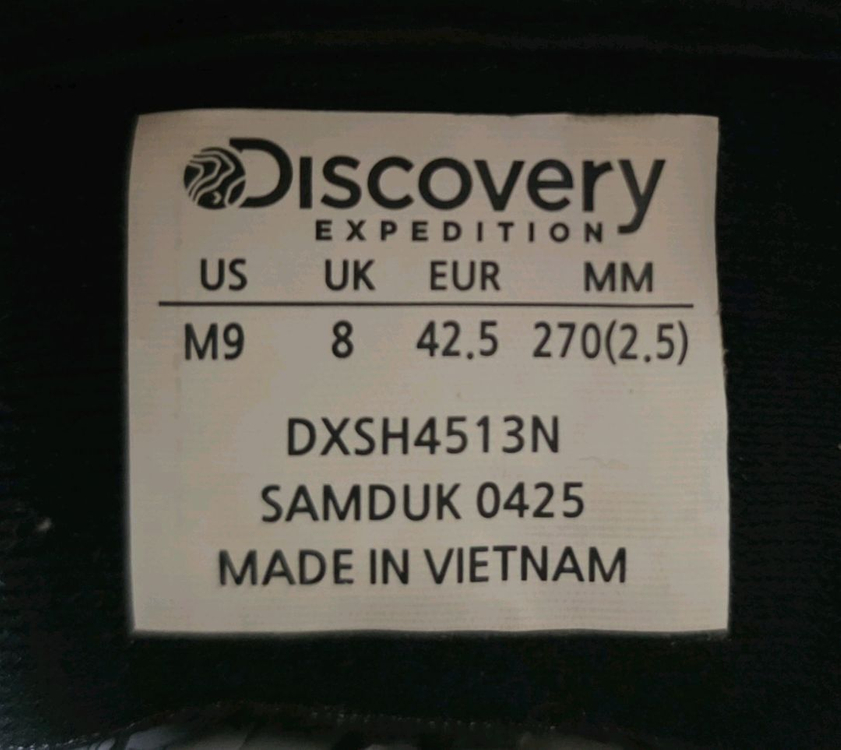 DISCOVERY
EXPEDITION
US UK EUR MM
M9 8 42.5 270(2.5)
DXSH4513N
SAMDUK 0425
MADE IN VIETNAM